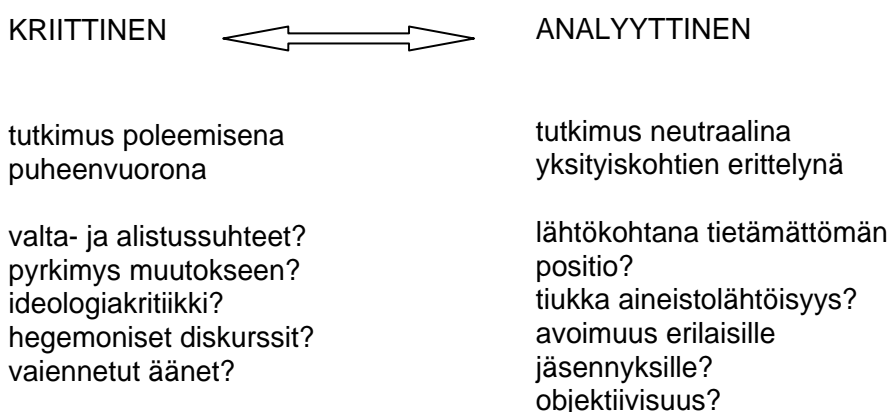 KRIITTINEN
ANALYYTTINEN
tutkimus poleemisena
puheenvuorona
valta- ja alistussuhteet?
pyrkimys muutokseen?
ideologiakritiikki?
hegemoniset diskurssit?
vaiennetut äänet?
tutkimus neutraalina
yksityiskohtien erittelynä
lähtökohtana tietämättömän
positio?
tiukka aineistolähtöisyys?
avoimuus erilaisille
jäsennyksille?
objektiivisuus?